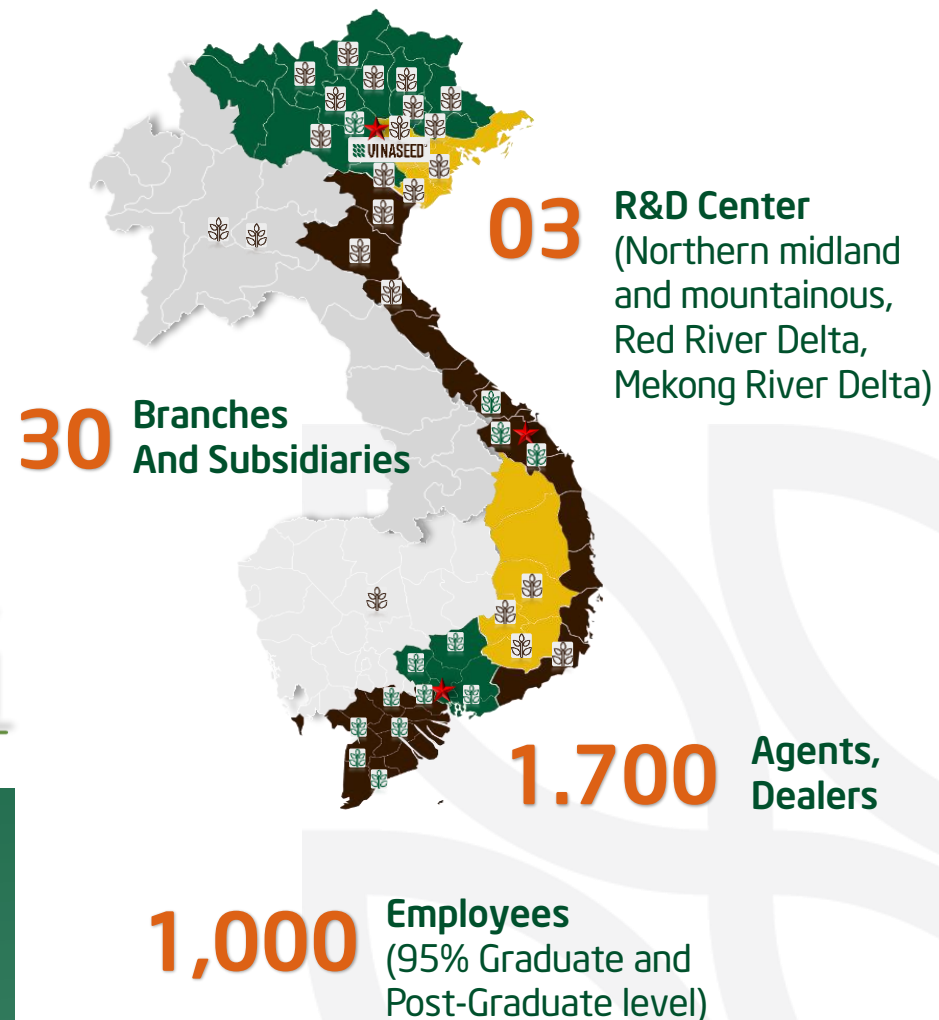 VINASEED
03
R&D Center
(Northern midland
and mountainous,
Red River Delta,
Mekong River Delta)
30
Branches
And Subsidiaries
1.700
Agents,
Dealers
1,000
Employees
(95% Graduate and
Post-Graduate level)